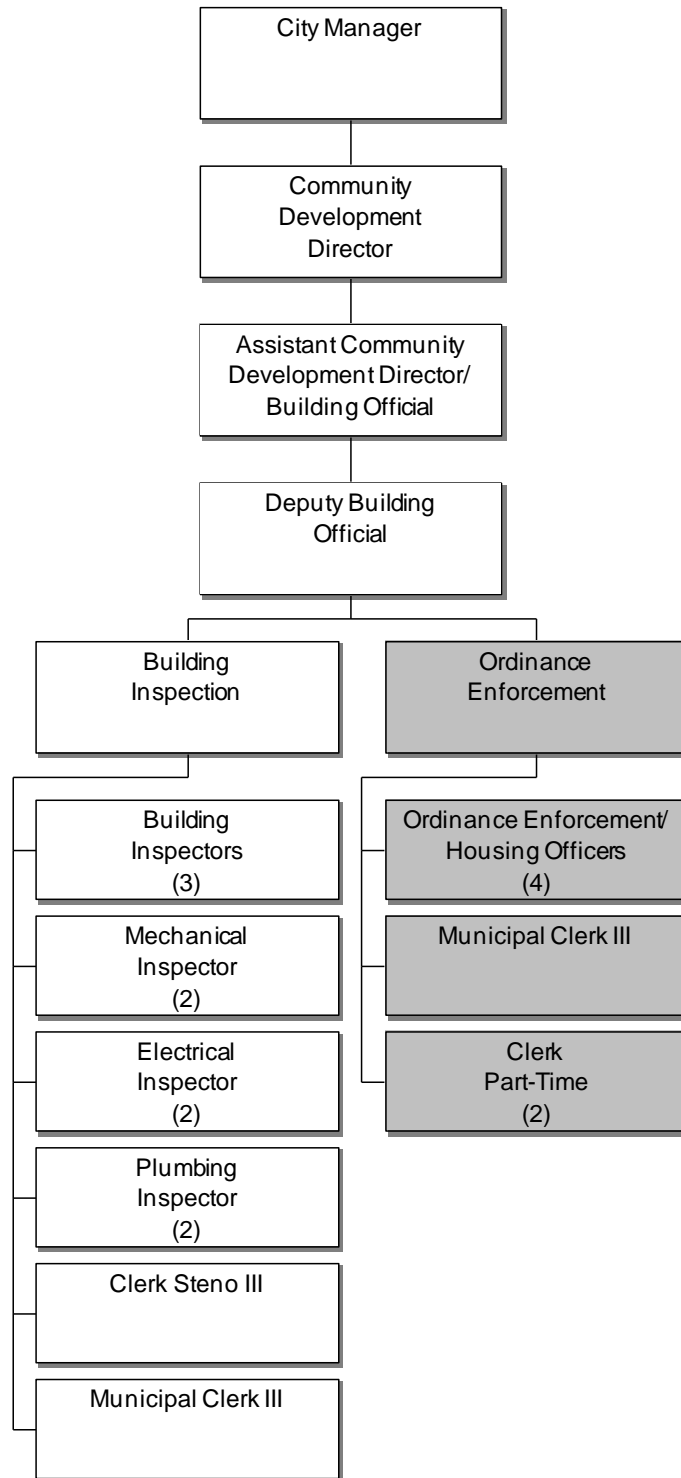 City Manager
Community
Development
Director
Assistant Community
Development Director/
Building Official
Deputy Building
Official
Building
Inspection
Ordinance
Enforcement
Building
Inspectors
(3)
Mechanical
Inspector
(2)
Electrical
Inspector
(2)
Plumbing
Inspector
(2)
Clerk Steno III
Municipal Clerk III
Ordinance Enforcement/
Housing Officers
(4)
Municipal Clerk III
Clerk
Part-Time
(2)